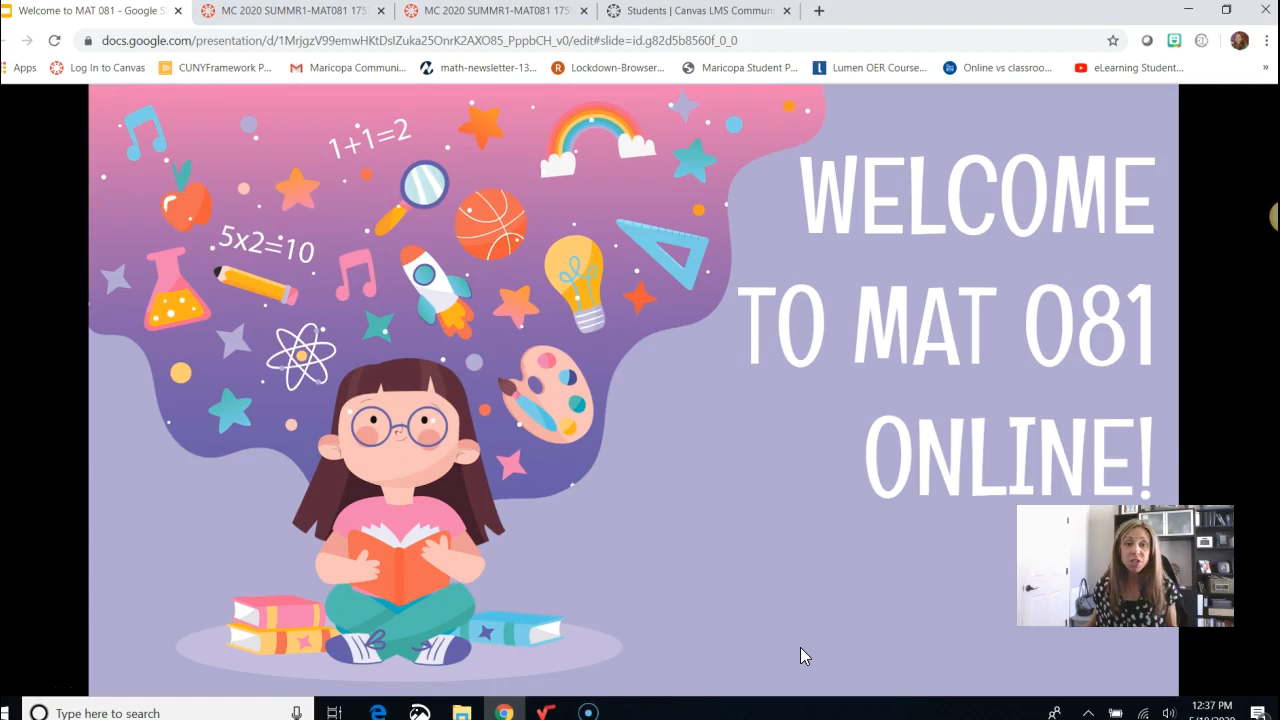 Welcome to MAT 081 - Google S
MC 2020 SUMMR1-MAT081 175
MC 2020 SUMMR1-MAT081 175
Students | Canvas LMS Commun
docs.google.com/presentation/d/1MrjgzV99emwHKtDsIZuka25OnrK2AXO85_PppbCH_v0/edit#slide=id.g82d5b8560f_0_0
Apps
Log In to Canvas
CUNYFramework P...
Maricopa Communi...
math-newsletter-13...
Lockdown-Browser...
Maricopa Student P...
Lumen OER Course...
Online vs classroo...
eLearning Student...
»
1+1=2
5x2=10
WELCOME
TO MAT 081
ONLINE!
Type here to search
12:37 PM